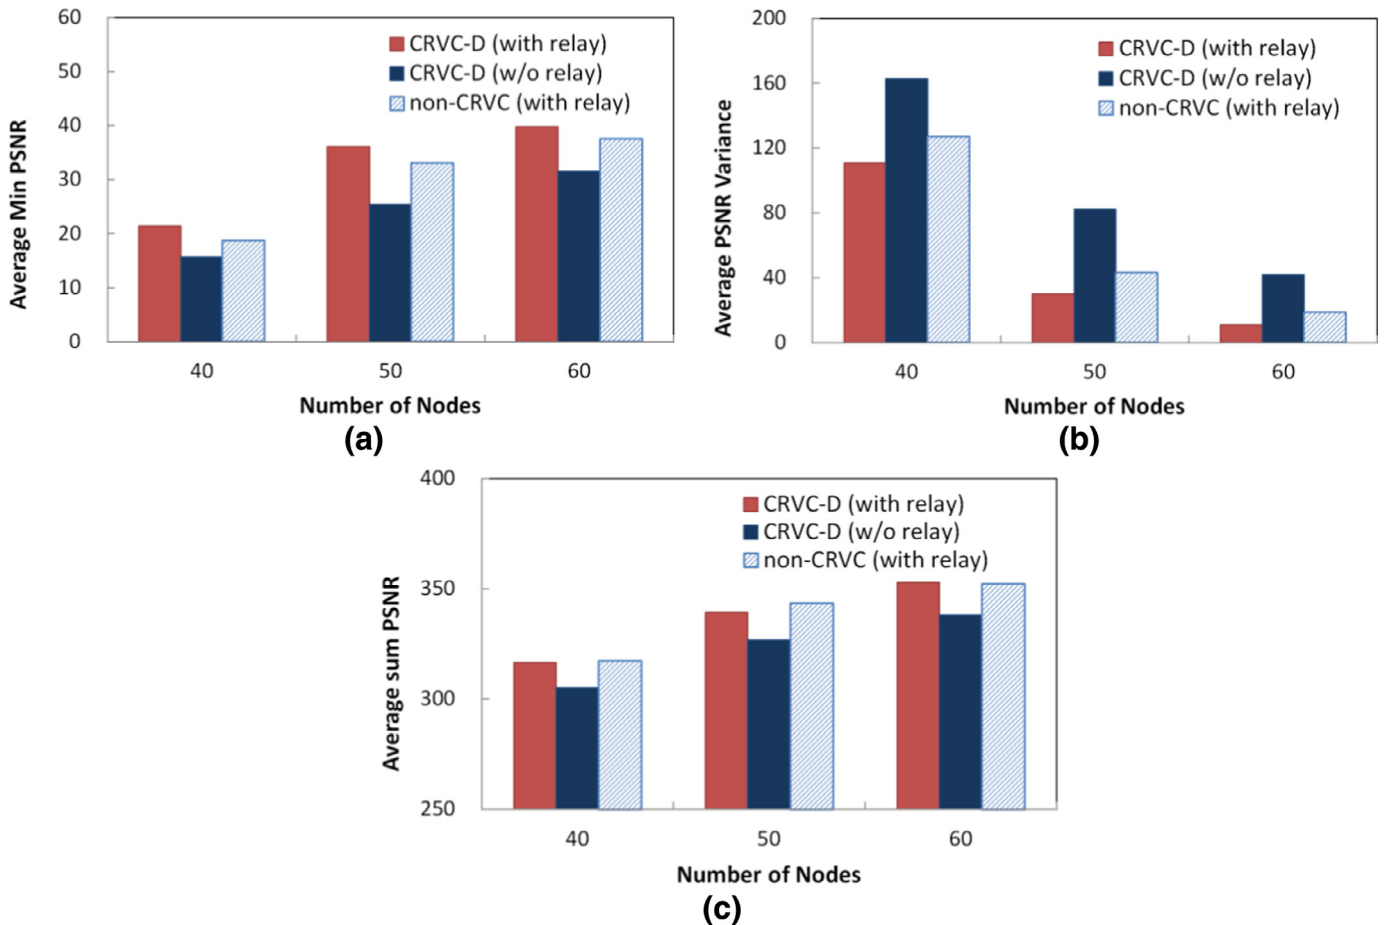 60
50
40
30
20
10
0
Average Min PSNR
CRVC-D (with relay)
CRVC-D (w/o relay)
non-CRVC (with relay)
40 50 60
Number of Nodes
(a)
200
160
120
80
40
0
Average PSNR Variance
CRVC-D (with relay)
CRVC-D (w/o relay)
non-CRVC (with relay)
40 50 60
Number of Nodes
(b)
400
350
300
250
Average sum PSNR
CRVC-D (with relay)
CRVC-D (w/o relay)
non-CRVC (with relay)
40 50 60
Number of Nodes
(c)